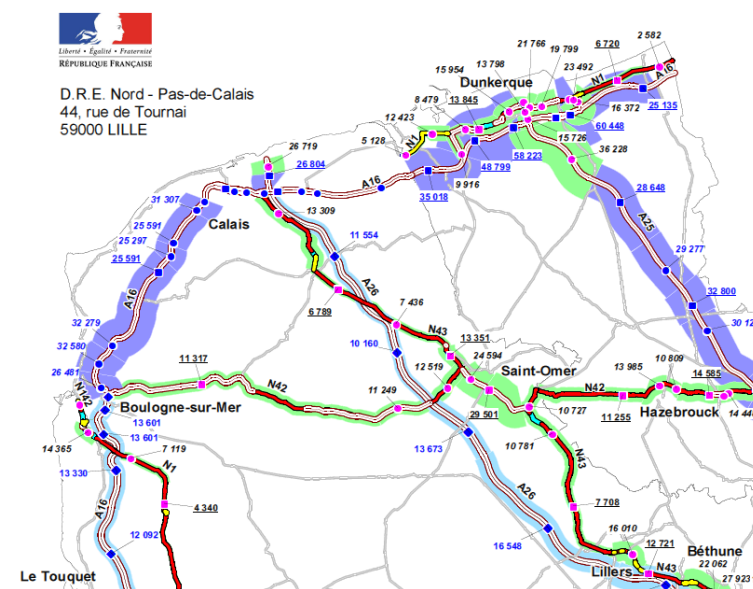 Liberté • Égalité • Fraternité
RÉPUBLIQUE FRANÇAISE
D.R.E. Nord - Pas-de-Calais
44, rue de Tournai
59000 LILLE
2 582
6 720
21 766
19 799
13 798
23 492
15 954
Dunkerque
N1
A16
8 479
13 845
25 135
12 423
16 372
60 448
5 128
N1
15 726
58 223
36 228
26 719
48 799
26 804
A16
9 916
35 018
28 648
31 307
13 309
Calais
A25
25 591
11 554
25 297
29 277
25 591
A26
6 789
32 800
A16
7 436
32 279
N43
30 12
32 580
10 160
13 351
11 317
12 519
24 594
26 481
Saint-Omer
13 985
10 809
14 585
N142
N42
N42
Boulogne-sur-Mer
11 249
29 501
10 727
11 255
Hazebrouck
14 44
13 601
13 601
10 781
14 365
7 119
13 673
N43
13 330
N1
A26
A16
4 340
7 708
12 092
16 010
16 548
12 721
Béthune
Le Touquet
Lillers
N43
22 062
27 923